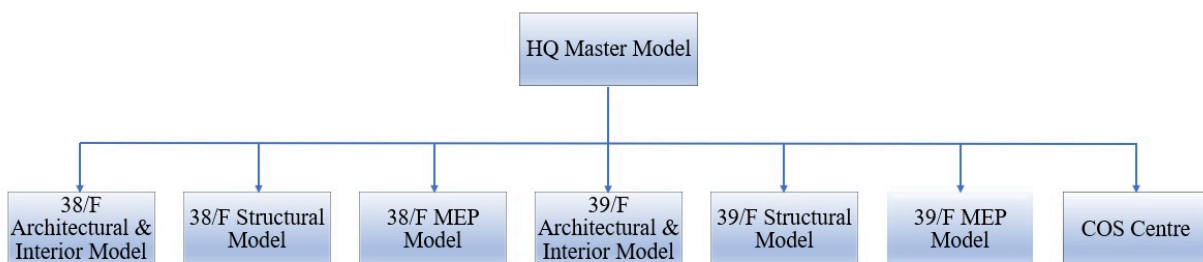 HQ Master Model
38/F
Architectural &
Interior Model
38/F Structural
Model
38/F MEP
Model
39/F
Architectural &
Interior Model
39/F Structural
Model
39/F MEP
Model
COS Centre